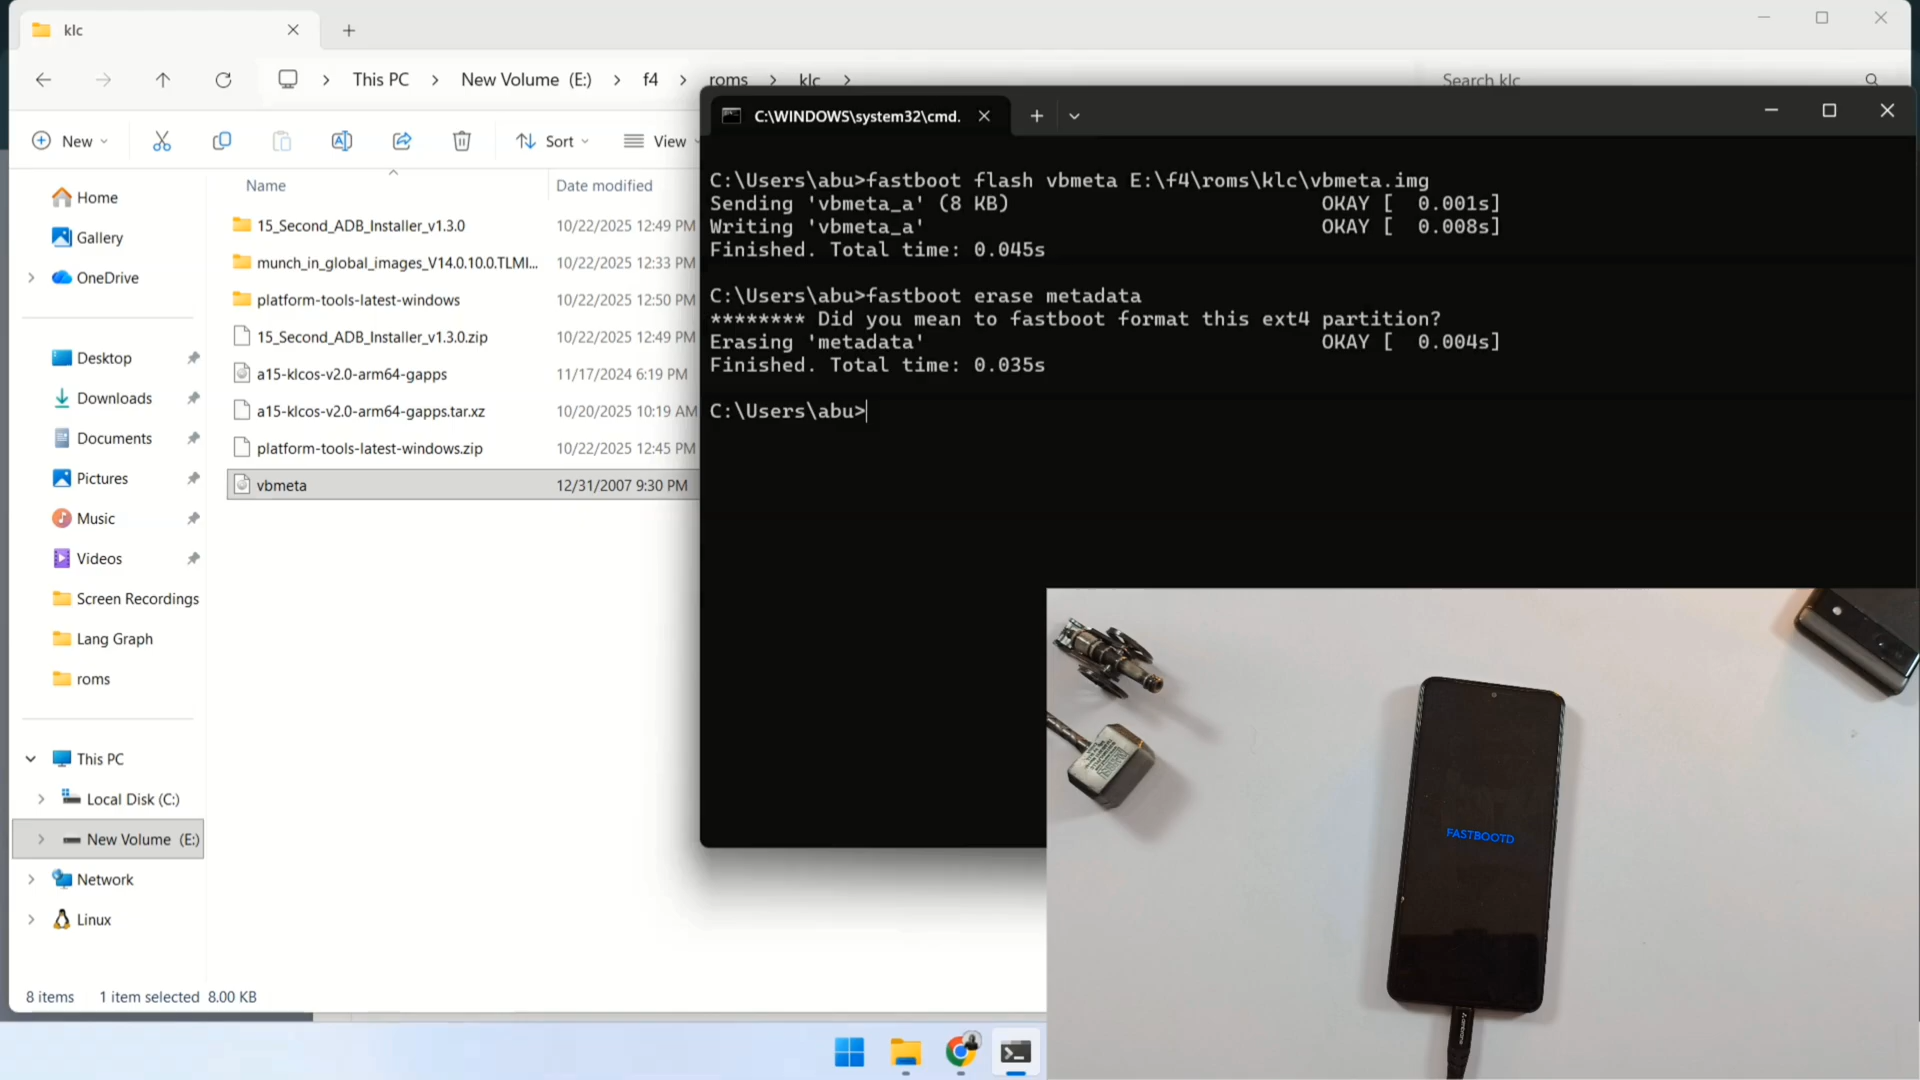 klc
This PC
New Volume (E:)
f4
roms
klc
Search klc
New
Sort
View
C:\WINDOWS\system32\cmd.
Name
Date modified
15_Second_ADB_Installer_v1.3.0
10/22/2025 12:49 PM
munch_in_global_images_V14.0.10.0.TLMI...
10/22/2025 12:33 PM
platform-tools-latest-windows
10/22/2025 12:50 PM
15_Second_ADB_Installer_v1.3.0.zip
10/22/2025 12:49 PM
a15-klcos-v2.0-arm64-gapps
11/17/2024 6:19 PM
a15-klcos-v2.0-arm64-gapps.tar.xz
10/20/2025 10:19 AM
platform-tools-latest-windows.zip
10/22/2025 12:45 PM
vbmeta
12/31/2007 9:30 PM
Home
Gallery
OneDrive
Desktop
Downloads
Documents
Pictures
Music
Videos
Screen Recordings
Lang Graph
roms
This PC
Local Disk (C:)
New Volume (E:)
Network
Linux
8 items
1 item selected 8.00 KB
C:\Users\abu>fastboot flash vbmeta E:\f4\roms\klc\vbmeta.img
Sending 'vbmeta_a' (8 KB) OKAY [ 0.001s]
Writing 'vbmeta_a' OKAY [ 0.008s]
Finished. Total time: 0.045s
C:\Users\abu>fastboot erase metadata
******** Did you mean to fastboot format this ext4 partition?
Erasing 'metadata' OKAY [ 0.004s]
Finished. Total time: 0.035s
C:\Users\abu>
FASTBOOTD